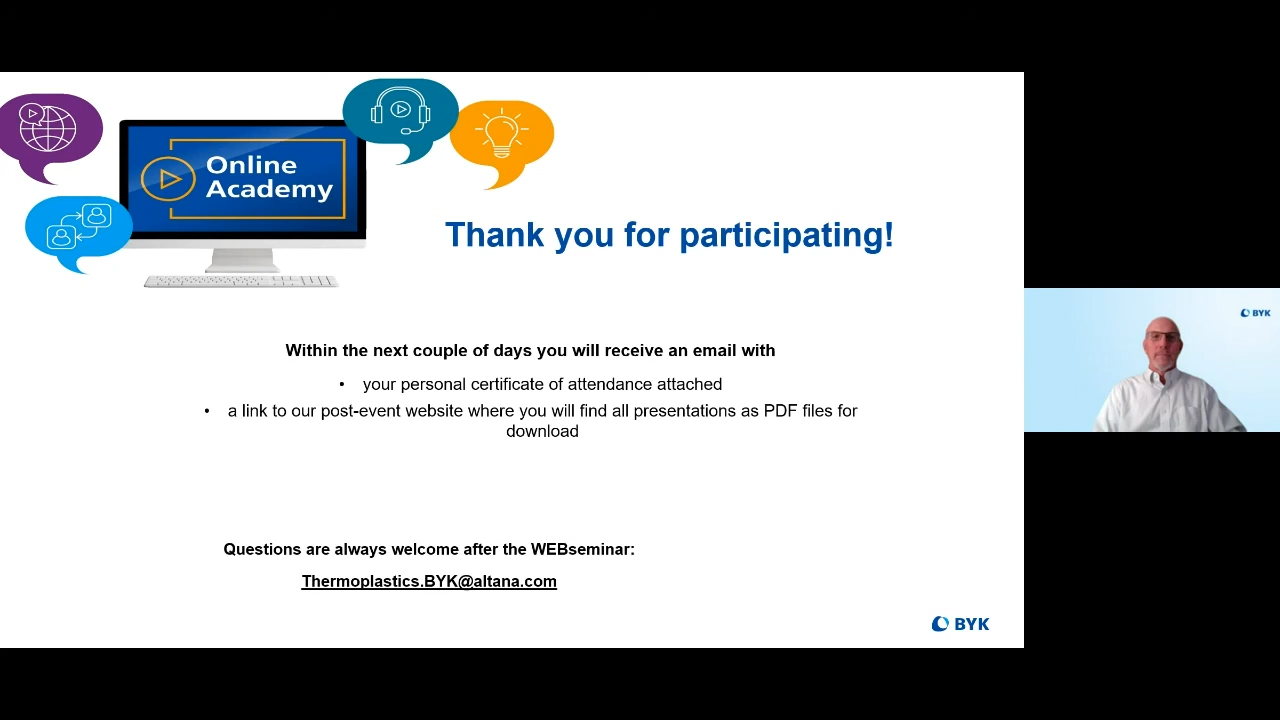 Online
Academy
Thank you for participating!
Within the next couple of days you will receive an email with
• your personal certificate of attendance attached
• a link to our post-event website where you will find all presentations as PDF files for
download
Questions are always welcome after the WEBseminar:
Thermoplastics.BYK@altana.com
BYK
BYK